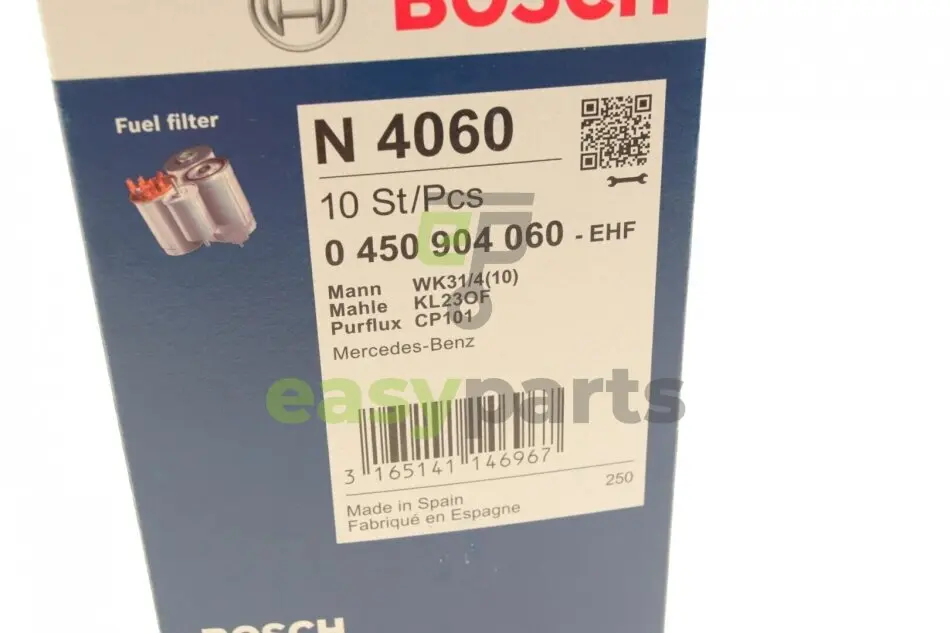 BOSCH
Fuel filter
N 4060
10 St/Pcs
0 450 904 060 - EHF
Mann WK31/4(10)
Mahle KL23OF
Purflux CP101
Mercedes-Benz
easyparts
3 165141 146967
250
Made in Spain
Fabriqué en Espagne
BOSCH